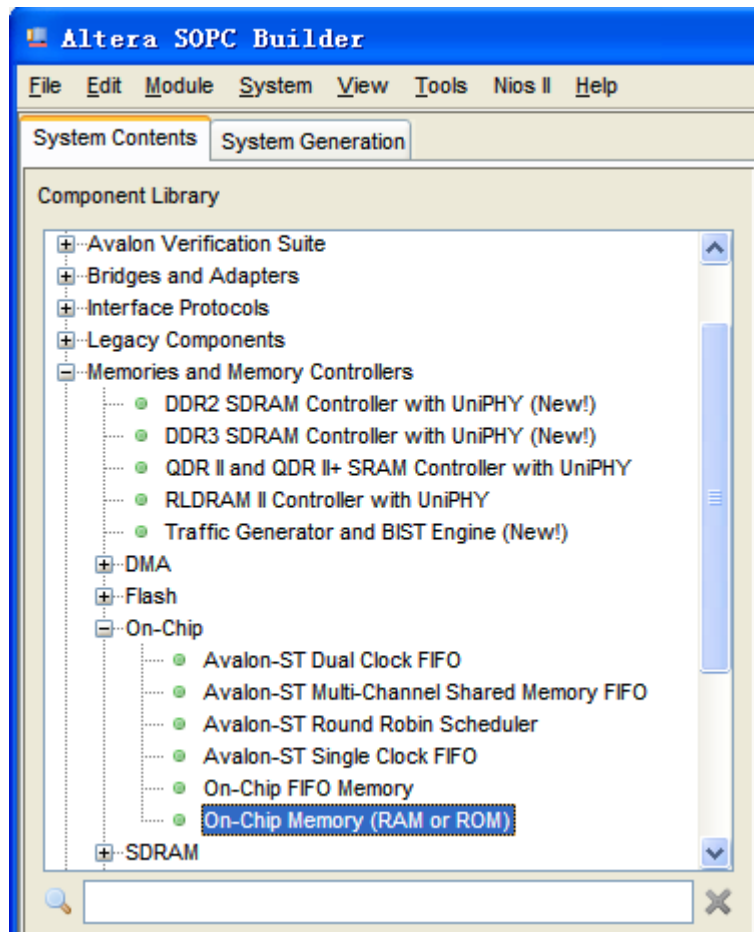 Altera SOPC Builder
File Edit Module System View Tools Nios II Help
System Contents System Generation
Component Library
Avalon Verification Suite
Bridges and Adapters
Interface Protocols
Legacy Components
Memories and Memory Controllers
DDR2 SDRAM Controller with UniPHY (New!)
DDR3 SDRAM Controller with UniPHY (New!)
QDR II and QDR II+ SRAM Controller with UniPHY
RLDRAM II Controller with UniPHY
Traffic Generator and BIST Engine (New!)
DMA
Flash
On-Chip
Avalon-ST Dual Clock FIFO
Avalon-ST Multi-Channel Shared Memory FIFO
Avalon-ST Round Robin Scheduler
Avalon-ST Single Clock FIFO
On-Chip FIFO Memory
On-Chip Memory (RAM or ROM)
SDRAM